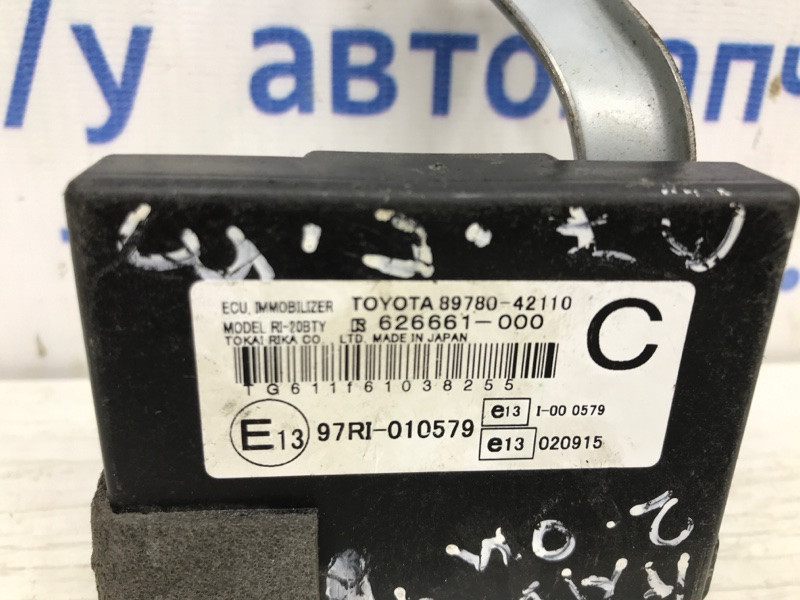 /у автозапч
ECU, IMMOBILIZER TOYOTA 89780-42110
MODEL RI-20BTY 626661-000
TOKAI RIKA CO., LTD. MADE IN JAPAN
C
TG611f61038255
E13 97RI-010579
e13 I-00 0579
e13 020915